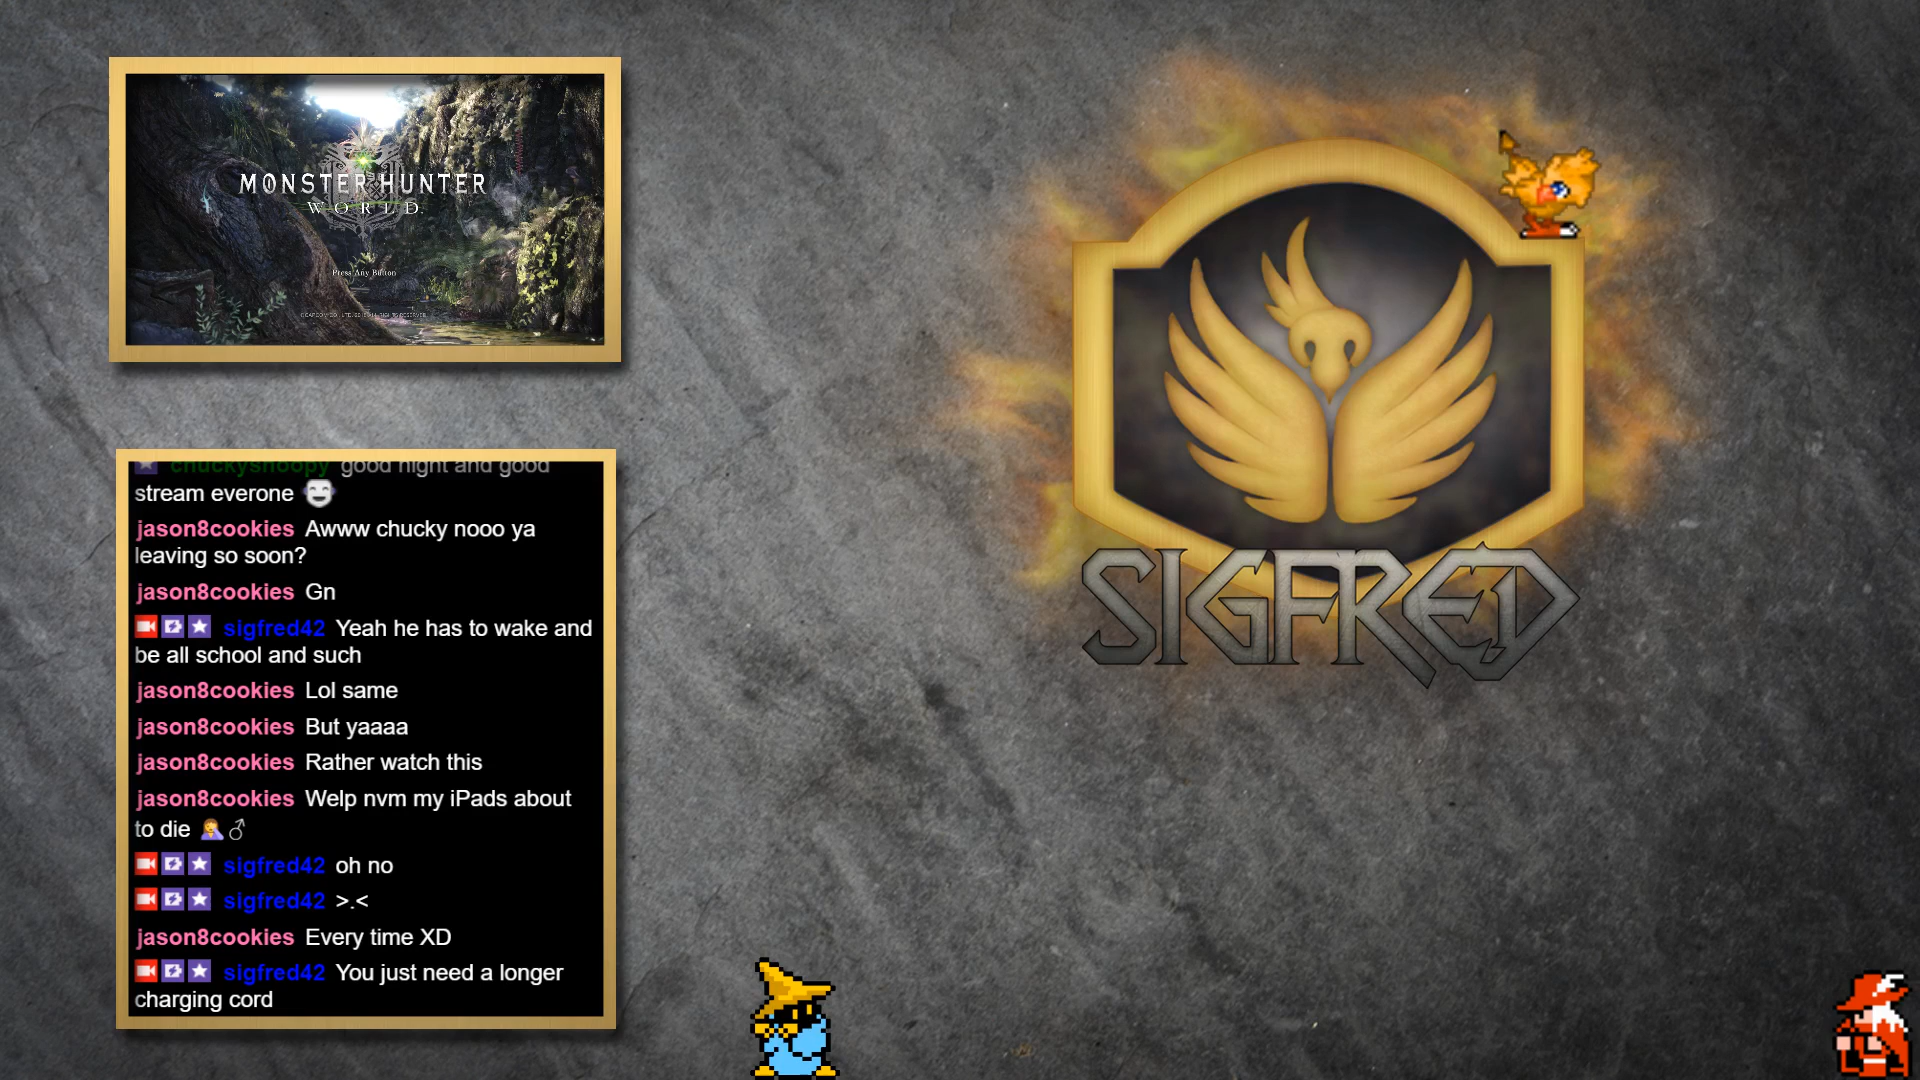 MONSTER HUNTER
WORLD
Press Any Button
chuckysnoopy good night and good
stream everone
jason8cookies Awww chucky nooo ya
leaving so soon?
jason8cookies Gn
sigfred42 Yeah he has to wake and
be all school and such
jason8cookies Lol same
jason8cookies But yaaaa
jason8cookies Rather watch this
jason8cookies Welp nvm my iPads about
to die 🤦♂
sigfred42 oh no
sigfred42 >.<
jason8cookies Every time XD
sigfred42 You just need a longer
charging cord
SIGFRED